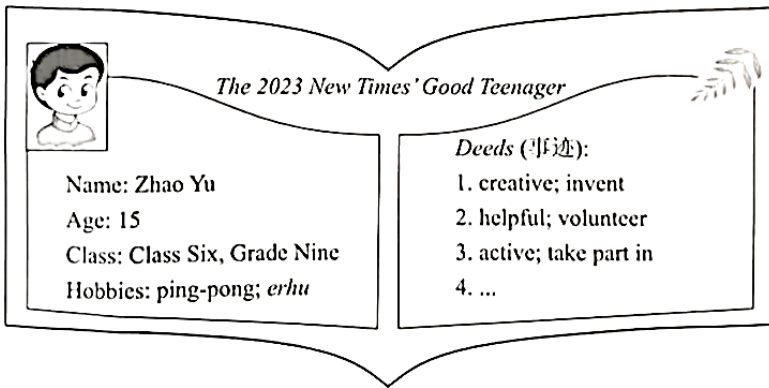 The 2023 New Times' Good Teenager
Name: Zhao Yu
Age: 15
Class: Class Six, Grade Nine
Hobbies: ping-pong; erhu
Deeds (事迹):
1. creative; invent
2. helpful; volunteer
3. active; take part in
4. ...